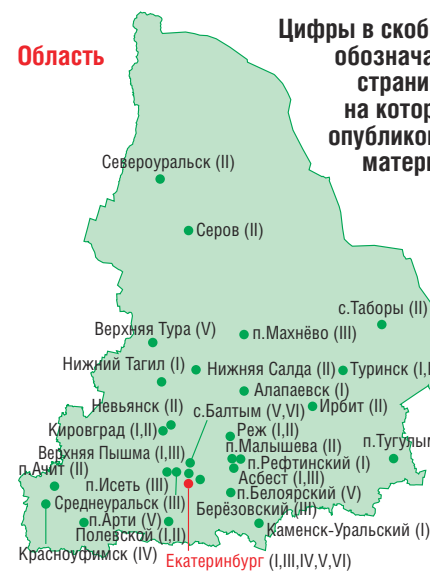 Область
Цифры в скоб
обознача
страни
на котор
опубликов
матери
Североуральск (II)
Серов (II)
с.Таборы (II)
Верхняя Тура (V)
п.Махнёво (III)
Нижний Тагил (I)
Нижняя Салда (II)
Туринск (I,
Алапаевск (I)
Невьянск (II)
с.Балтым (V,VI)
Ирбит (II)
Кировград (I,II)
Реж (I,II)
Верхняя Пышма (I,III)
п.Малышева (II)
п.Тугулым
п.Ачит (II)
п.Исеть (III)
п.Рефтинский (I)
Асбест (I,III)
Среднеуральск (III)
п.Белоярский (V)
п.Арти (V)
Берёзовский (III)
Полевской (I,II)
Каменск-Уральский (I)
Красноуфимск (IV)
Екатеринбург (I,III,IV,V,VI)